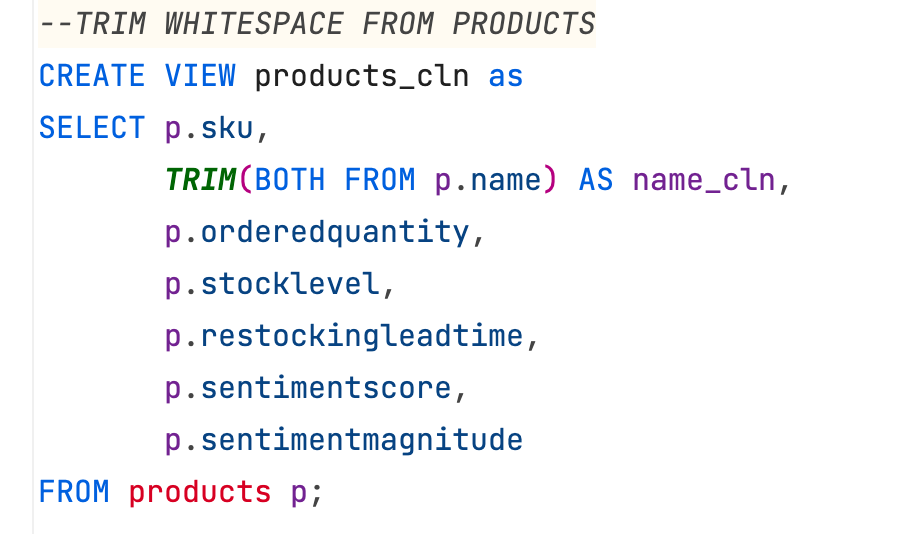 --TRIM WHITESPACE FROM PRODUCTS
CREATE VIEW products_cln as
SELECT p.sku,
       TRIM(BOTH FROM p.name) AS name_cln,
       p.orderedquantity,
       p.stocklevel,
       p.restockingleadtime,
       p.sentimentscore,
       p.sentimentmagnitude
FROM products p;